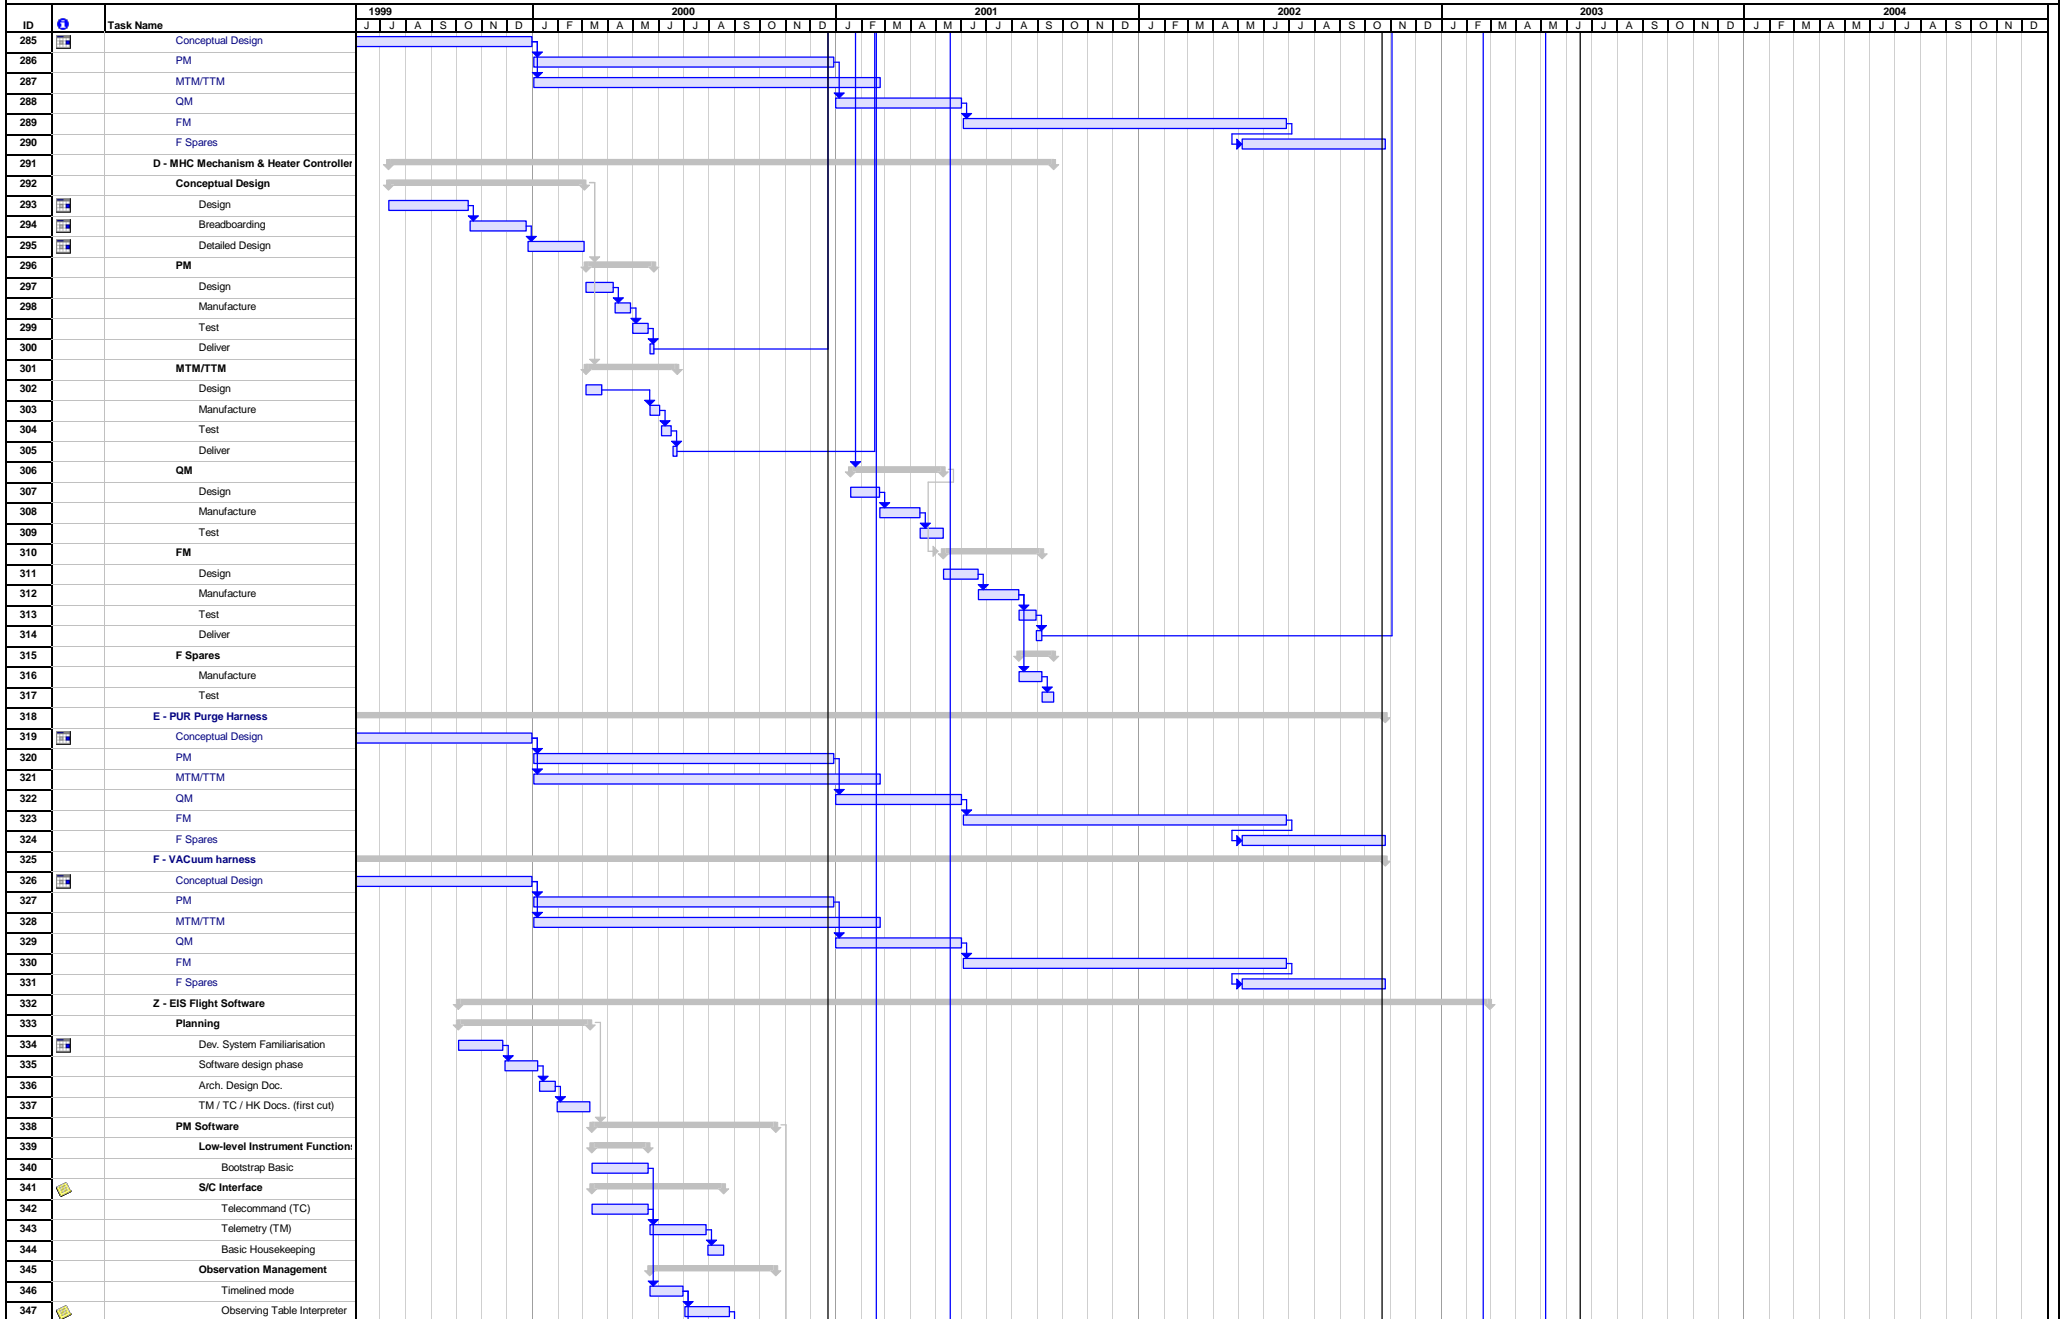 1999 2000 2001 2002 2003 2004
ID Task Name J J A S O N D J F M A M J J A S O N D J F M A M J J A S O N D J F M A M J J A S O N D J F M A M J J A S O N D J F M A M J J A S O N D
285 Conceptual Design
286 PM
287 MTM/TTM
288 QM
289 FM
290 F Spares
291 D - MHC Mechanism & Heater Controller
292 Conceptual Design
293 Design
294 Breadboarding
295 Detailed Design
296 PM
297 Design
298 Manufacture
299 Test
300 Deliver
301 MTM/TTM
302 Design
303 Manufacture
304 Test
305 Deliver
306 QM
307 Design
308 Manufacture
309 Test
310 FM
311 Design
312 Manufacture
313 Test
314 Deliver
315 F Spares
316 Manufacture
317 Test
318 E - PUR Purge Harness
319 Conceptual Design
320 PM
321 MTM/TTM
322 QM
323 FM
324 F Spares
325 F - VACuum harness
326 Conceptual Design
327 PM
328 MTM/TTM
329 QM
330 FM
331 F Spares
332 Z - EIS Flight Software
333 Planning
334 Dev. System Familiarisation
335 Software design phase
336 Arch. Design Doc.
337 TM / TC / HK Docs. (first cut)
338 PM Software
339 Low-level Instrument Functions
340 Bootstrap Basic
341 S/C Interface
342 Telecommand (TC)
343 Telemetry (TM)
344 Basic Housekeeping
345 Observation Management
346 Timelined mode
347 Observing Table Interpreter